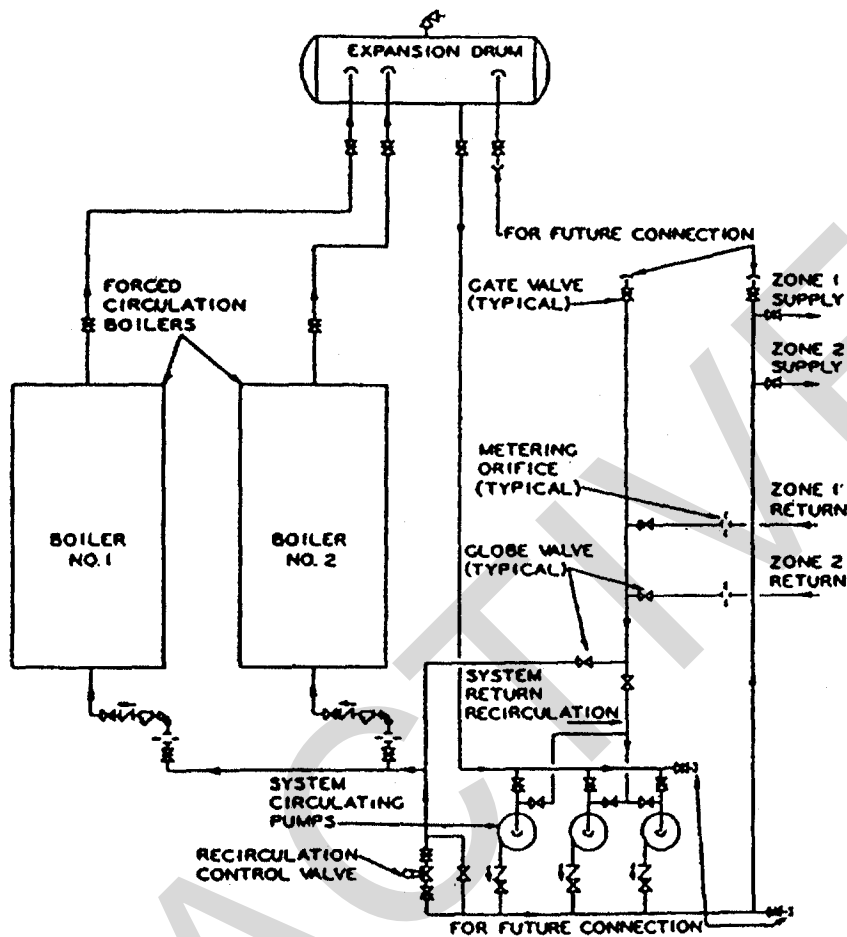 EXPANSION DRUM
FOR FUTURE CONNECTION
FORCED
CIRCULATION
BOILERS
GATE VALVE
(TYPICAL)
ZONE 1
SUPPLY
ZONE 2
SUPPLY
METERING
ORIFICE
(TYPICAL)
ZONE 1
RETURN
BOILER
NO. 1
BOILER
NO. 2
GLOBE VALVE
(TYPICAL)
ZONE 2
RETURN
SYSTEM
RETURN
RECIRCULATION
SYSTEM
CIRCULATING
PUMPS
RECIRCULATION
CONTROL VALVE
FOR FUTURE CONNECTION
ACTIVE